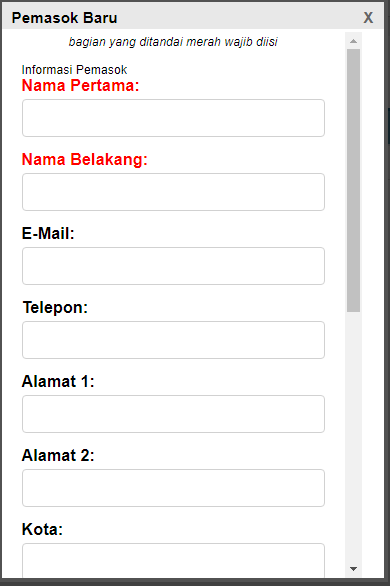 Pemasok Baru X
bagian yang ditandai merah wajib diisi
Informasi Pemasok
Nama Pertama:
Nama Belakang:
E-Mail:
Telepon:
Alamat 1:
Alamat 2:
Kota: